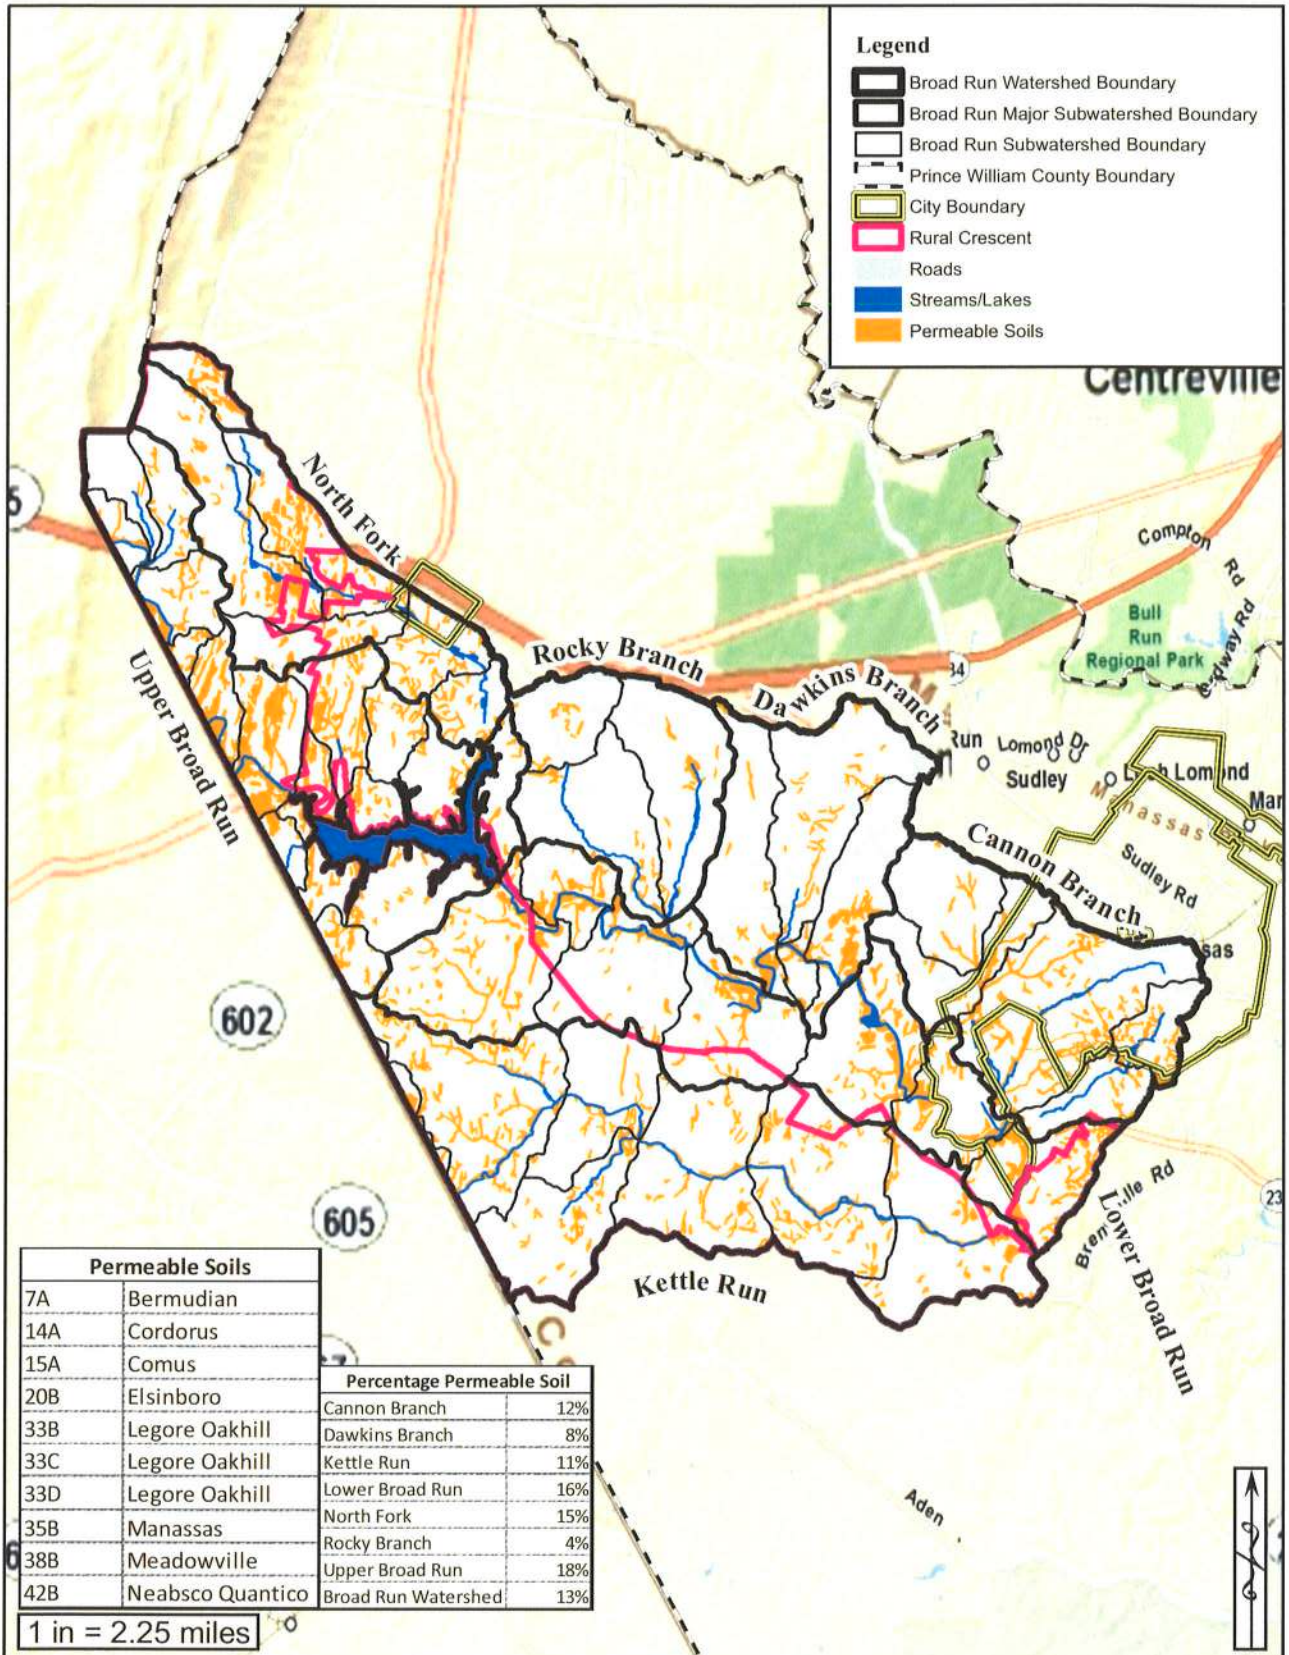 Legend
Broad Run Watershed Boundary
Broad Run Major Subwatershed Boundary
Broad Run Subwatershed Boundary
Prince William County Boundary
City Boundary
Rural Crescent
Roads
Streams/Lakes
Permeable Soils
Centreville
North Fork
Compton Rd
Bull
Run
Regional Park
Rocky Branch
Dawkins Branch
Upper Broad Run
Run
Lomond Dr
Sudley
Lomond
Manassas
Sudley Rd
Cannon Branch
sas
602
605
Kettle Run
Rd
Lower Broad Run
23
Permeable Soils
7A Bermudian
14A Cordorus
15A Comus
20B Elsinboro
33B Legore Oakhill
33C Legore Oakhill
33D Legore Oakhill
35B Manassas
38B Meadowville
42B Neabsco Quantico
Percentage Permeable Soil
Cannon Branch 12%
Dawkins Branch 8%
Kettle Run 11%
Lower Broad Run 16%
North Fork 15%
Rocky Branch 4%
Upper Broad Run 18%
Broad Run Watershed 13%
Aden
1 in = 2.25 miles